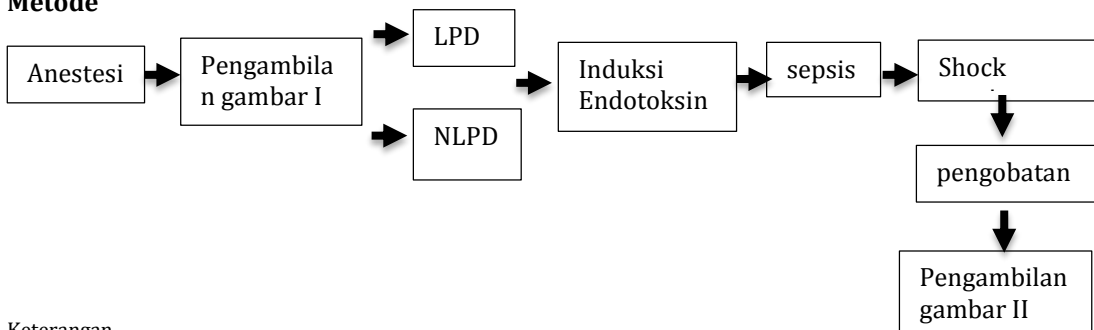 Metode
Anestesi
Pengambila
n gambar I
LPD
NLPD
Induksi
Endotoksin
sepsis
Shock
pengobatan
Pengambilan
gambar II
Keterangan